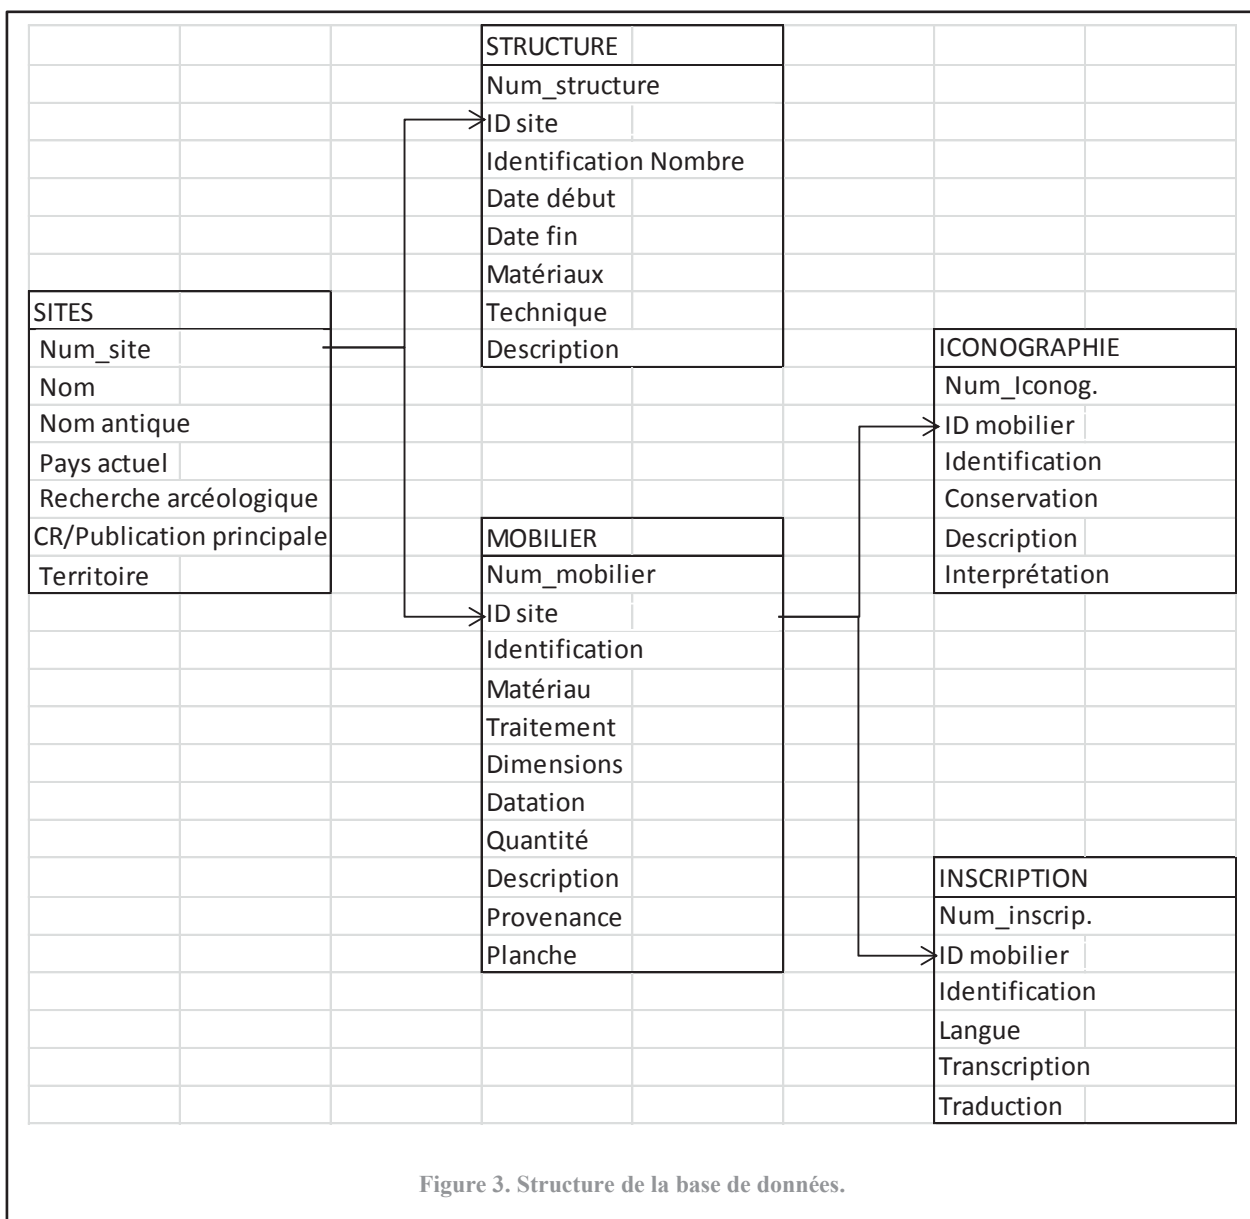 STRUCTURE
Num_structure
ID site
Identification Nombre
Date début
Date fin
Matériaux
Technique
Description
SITES
Num_site
Nom
Nom antique
Pays actuel
Recherche arcéologique
CR/Publication principale
Territoire
MOBILIER
Num_mobilier
ID site
Identification
Matériau
Traitement
Dimensions
Datation
Quantité
Description
Provenance
Planche
ICONOGRAPHIE
Num_Iconog.
ID mobilier
Identification
Conservation
Description
Interprétation
INSCRIPTION
Num_inscrip.
ID mobilier
Identification
Langue
Transcription
Traduction
Figure 3. Structure de la base de données.